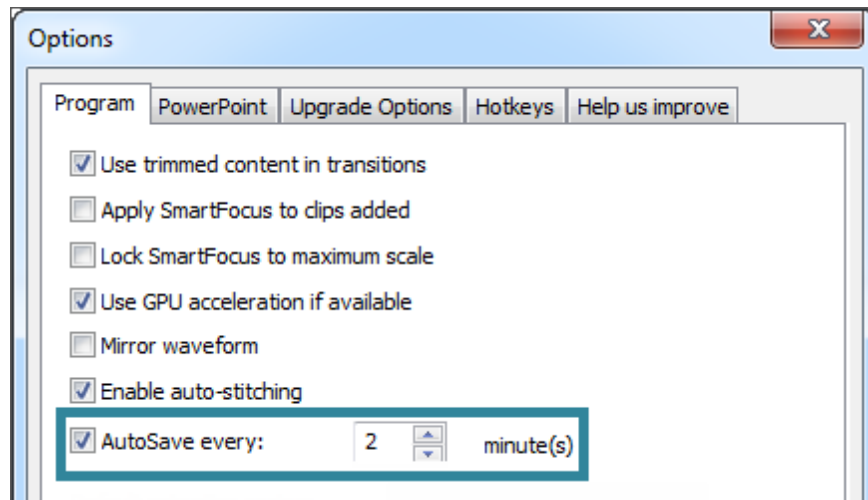 Options
Program PowerPoint Upgrade Options Hotkeys Help us improve
Use trimmed content in transitions
Apply SmartFocus to clips added
Lock SmartFocus to maximum scale
Use GPU acceleration if available
Mirror waveform
Enable auto-stitching
AutoSave every: 2 minute(s)